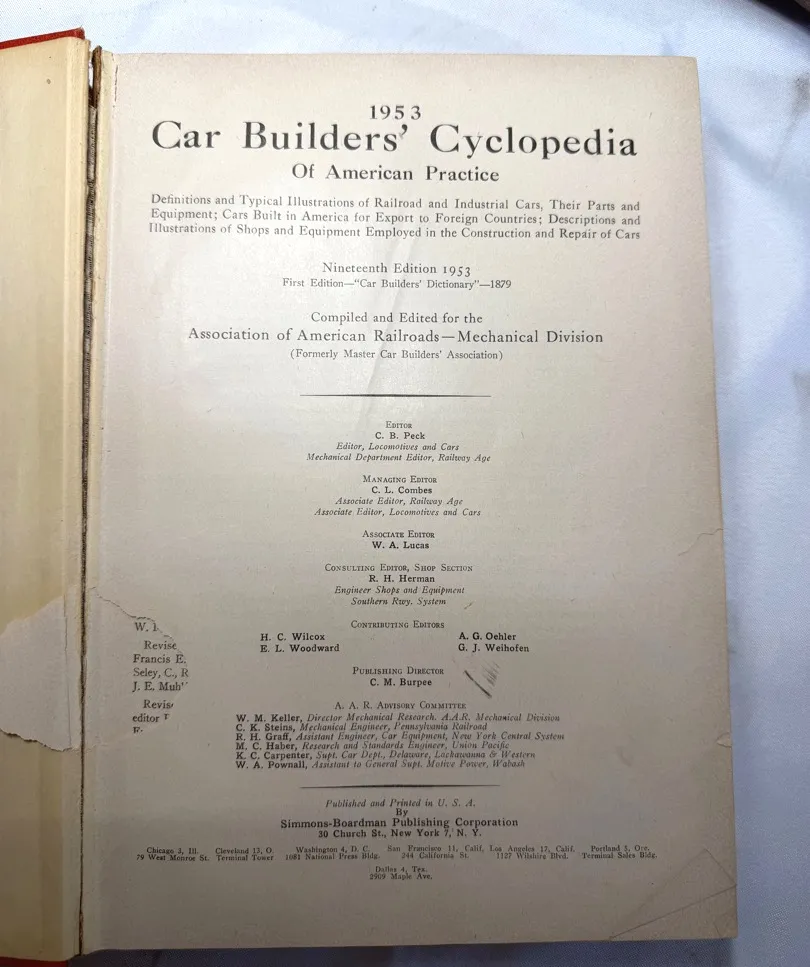 1953
Car Builders' Cyclopedia
Of American Practice
Definitions and Typical Illustrations of Railroad and Industrial Cars, Their Parts and
Equipment; Cars Built in America for Export to Foreign Countries; Descriptions and
Illustrations of Shops and Equipment Employed in the Construction and Repair of Cars
Nineteenth Edition 1953
First Edition—"Car Builders' Dictionary"—1879
Compiled and Edited for the
Association of American Railroads—Mechanical Division
(Formerly Master Car Builders' Association)
Editor
C. B. Peck
Editor, Locomotives and Cars
Mechanical Department Editor, Railway Age
Managing Editor
C. L. Combes
Associate Editor, Railway Age
Associate Editor, Locomotives and Cars
Associate Editor
W. A. Lucas
Consulting Editor, Shop Section
R. H. Herman
Engineer Shops and Equipment
Southern Rwy. System
Contributing Editors
H. C. Wilcox A. G. Oehler
E. L. Woodward G. J. Weihofen
Publishing Director
C. M. Burpee
A. A. R. Advisory Committee
W. M. Keller, Director Mechanical Research, A.A.R. Mechanical Division
C. K. Steins, Mechanical Engineer, Pennsylvania Railroad
R. H. Graff, Assistant Engineer, Car Equipment, New York Central System
M. C. Haber, Research and Standards Engineer, Union Pacific
K. C. Carpenter, Supt. Car Dept., Delaware, Lackawanna & Western
W. A. Pownall, Assistant to General Supt. Motive Power, Wabash
W.
Revise
Francis E.
Seley, C., R
J. E. Muh
Revis
editor
Published and Printed in U. S. A.
By
Simmons-Boardman Publishing Corporation
30 Church St., New York 7, N. Y.
Chicago 3, Ill. Cleveland 13, O. Washington 4, D. C. San Francisco 11, Calif. Los Angeles 17, Calif. Portland 5, Ore.
79 West Monroe St. Terminal Tower 1081 National Press Bldg. 244 California St. 1127 Wilshire Blvd. Terminal Sales Bldg.
Dallas 4, Tex.
2909 Maple Ave.